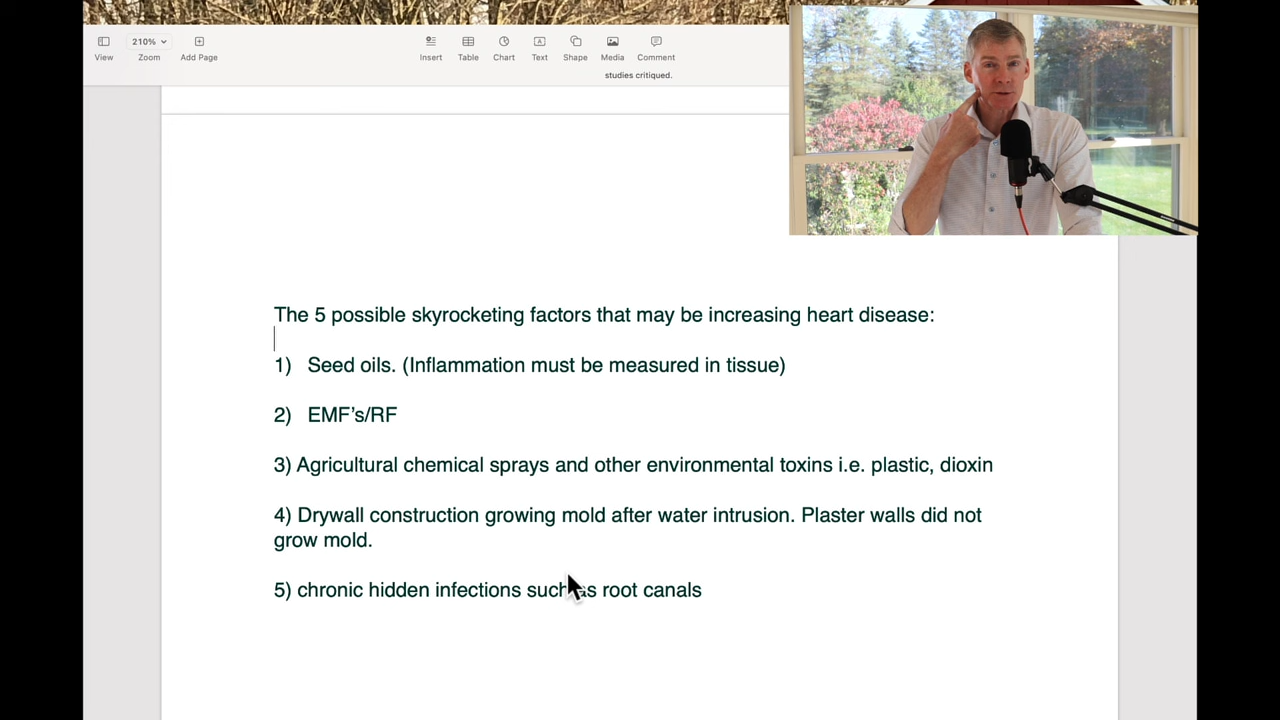 210%
View
Zoom
Add Page
Insert
Table
Chart
Text
Shape
Media
Comment
studies critiqued.
The 5 possible skyrocketing factors that may be increasing heart disease:
1) Seed oils. (Inflammation must be measured in tissue)
2) EMF's/RF
3) Agricultural chemical sprays and other environmental toxins i.e. plastic, dioxin
4) Drywall construction growing mold after water intrusion. Plaster walls did not
grow mold.
5) chronic hidden infections such as root canals